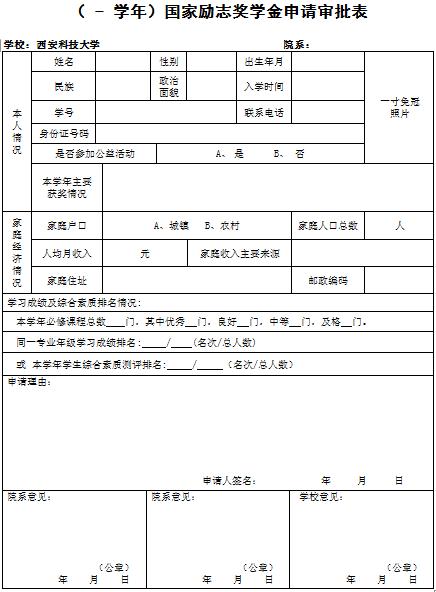 （ － 学年）国家励志奖学金申请审批表
学校：西安科技大学 院系：
本人情况 姓名 性别 出生年月 一寸免冠照片
民族 政治面貌 入学时间
学号 联系电话
身份证号码
是否参加公益活动 A、是 B、否
本学年主要获奖情况
家庭经济情况 家庭户口 A、城镇 B、农村 家庭人口总数 人
人均月收入 元 家庭收入主要来源
家庭住址 邮政编码
学习成绩及综合素质排名情况：
本学年必修课程总数___门，其中优秀__门，良好__门，中等__门，及格__门。
同一专业年级学习成绩排名：____/____(名次/总人数)
或 本学年学生综合素质测评排名：____/_____（名次/总人数）
申请理由：
申请人签名： 年 月 日
院系意见： 院系意见： 学校意见：
（公章） （公章） （公章）
年 月 日 年 月 日 年 月 日